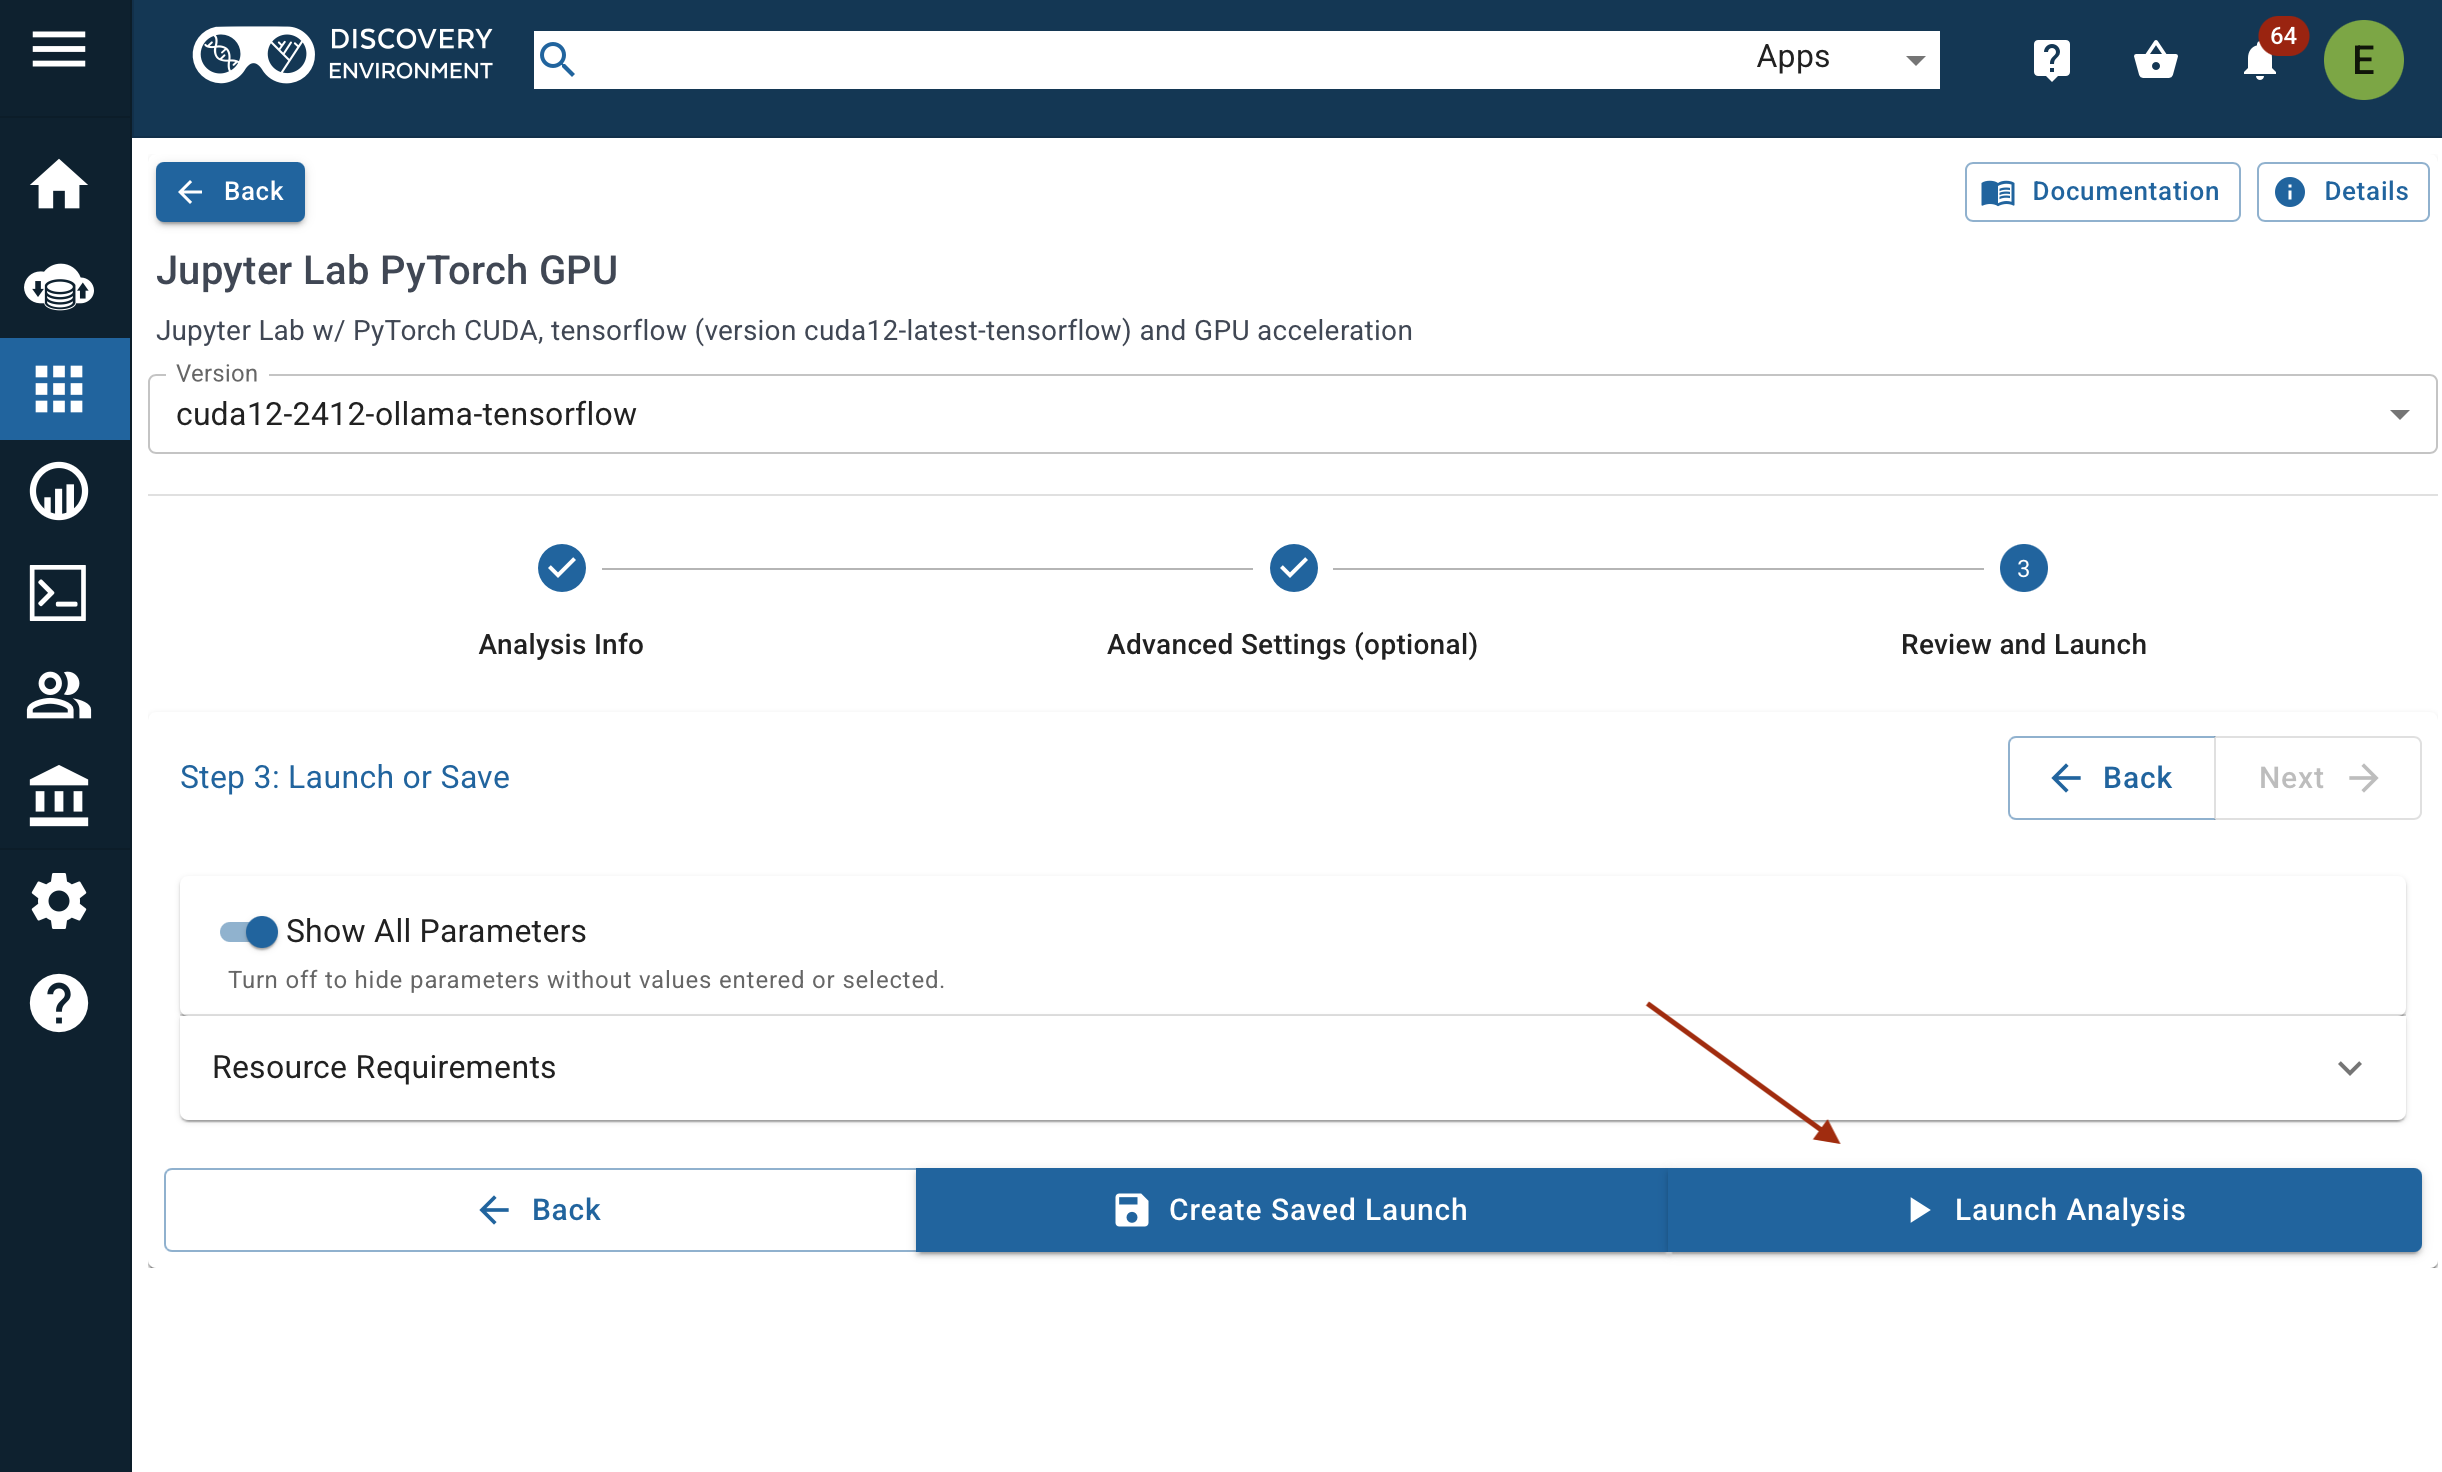 DISCOVERY
ENVIRONMENT
Apps
64
E
Back
Documentation
Details
Jupyter Lab PyTorch GPU
Jupyter Lab w/ PyTorch CUDA, tensorflow (version cuda12-latest-tensorflow) and GPU acceleration
Version
cuda12-2412-ollama-tensorflow
3
Analysis Info
Advanced Settings (optional)
Review and Launch
Step 3: Launch or Save
Back
Next
Show All Parameters
Turn off to hide parameters without values entered or selected.
Resource Requirements
Back
Create Saved Launch
Launch Analysis